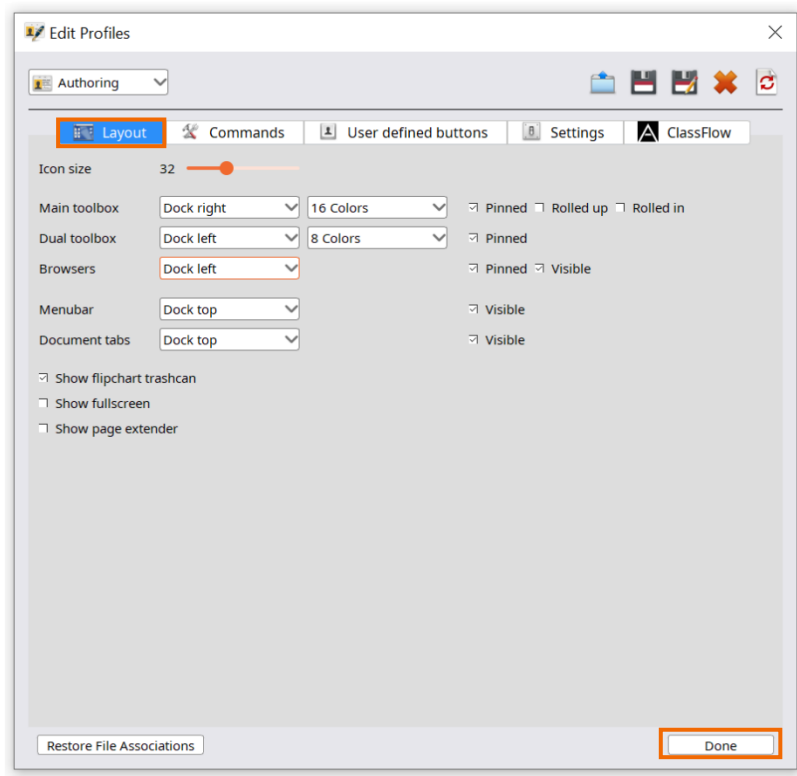 Edit Profiles
Authoring
Layout Commands User defined buttons Settings ClassFlow
Icon size 32
Main toolbox Dock right 16 Colors Pinned Rolled up Rolled in
Dual toolbox Dock left 8 Colors Pinned
Browsers Dock left Pinned Visible
Menubar Dock top Visible
Document tabs Dock top Visible
Show flipchart trashcan
Show fullscreen
Show page extender
Restore File Associations Done